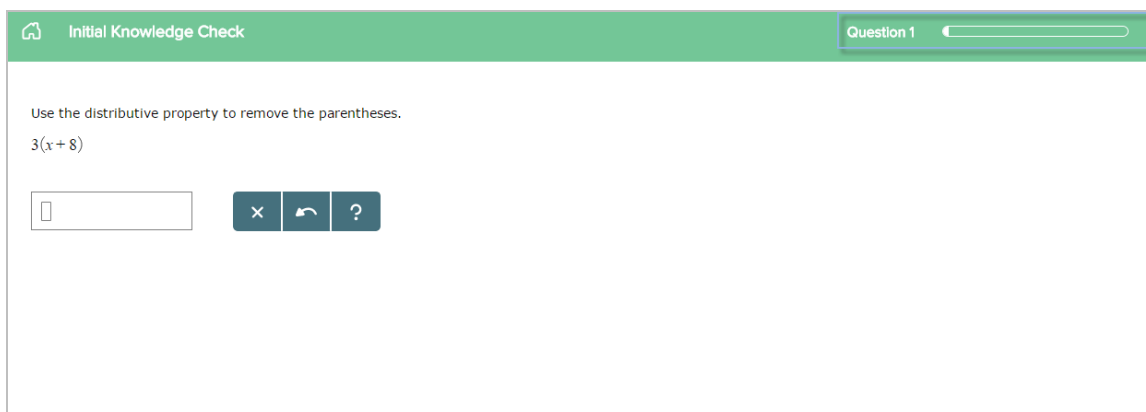 Initial Knowledge Check
Question 1
Use the distributive property to remove the parentheses.
3(x+8)
?